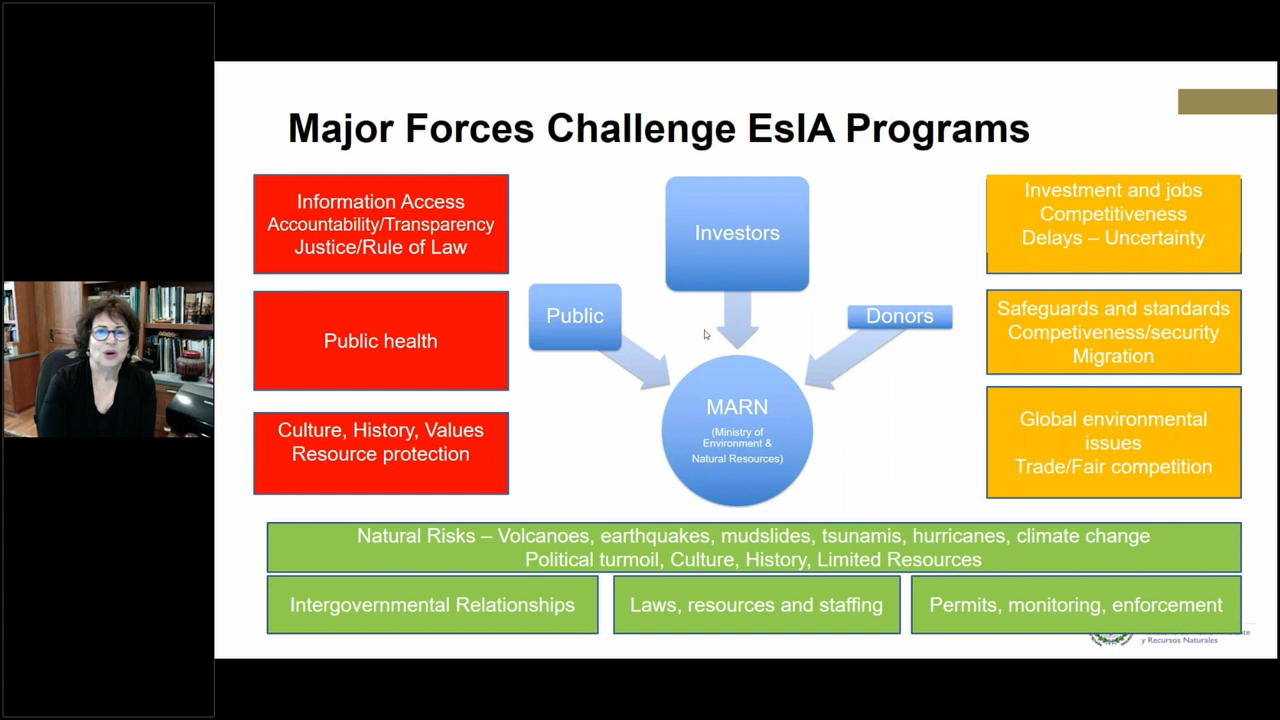 Major Forces Challenge EsIA Programs
Information Access
Accountability/Transparency
Justice/Rule of Law
Public health
Culture, History, Values
Resource protection
Investors
Public
Donors
MARN
(Ministry of
Environment &
Natural Resources)
Investment and jobs
Competitiveness
Delays – Uncertainty
Safeguards and standards
Competiveness/security
Migration
Global environmental
issues
Trade/Fair competition
Natural Risks – Volcanoes, earthquakes, mudslides, tsunamis, hurricanes, climate change
Political turmoil, Culture, History, Limited Resources
Intergovernmental Relationships
Laws, resources and staffing
Permits, monitoring, enforcement
y Recursos Naturales